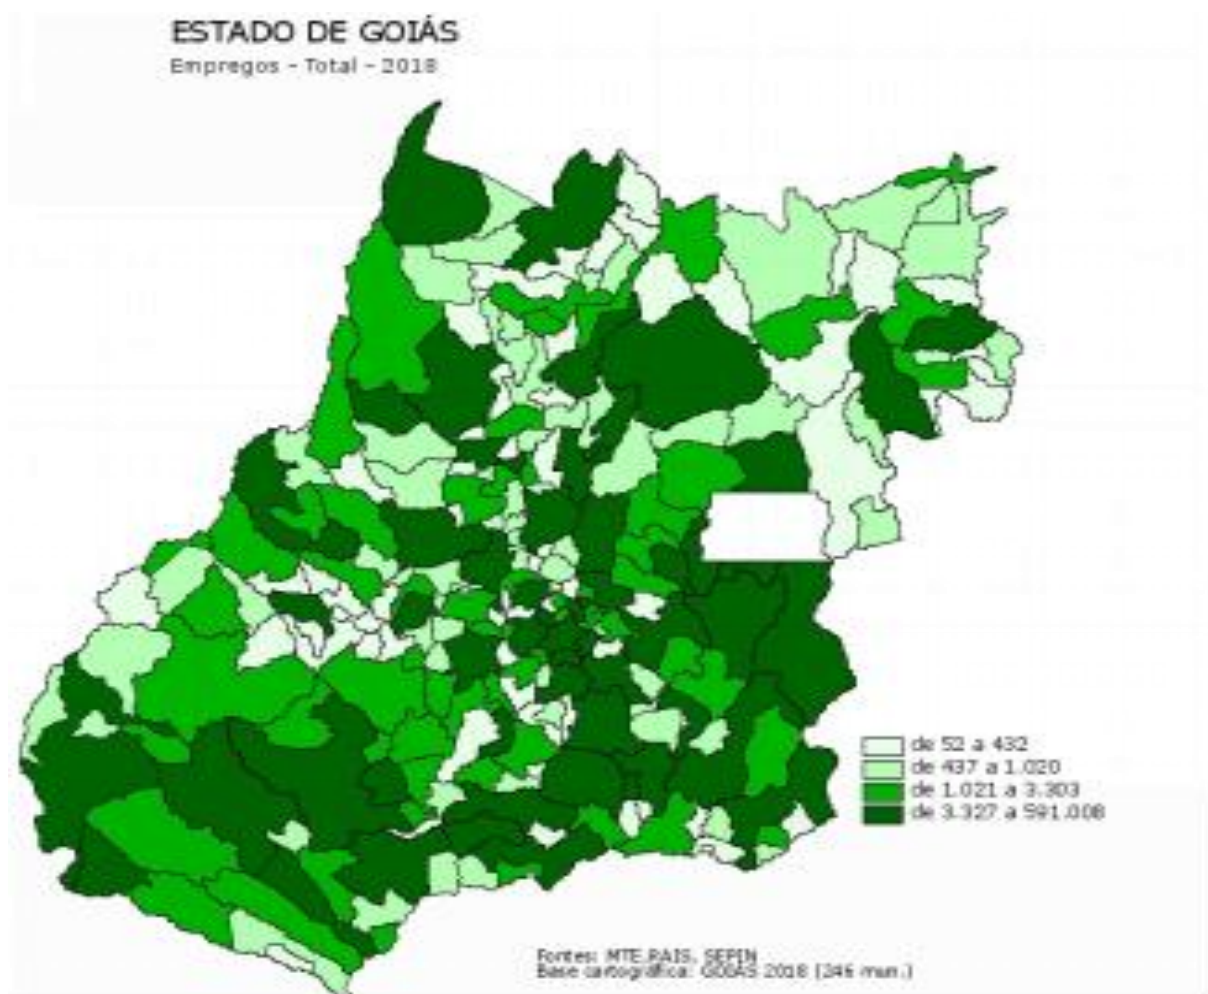 ESTADO DE GOIÁS
Empregos - Total - 2018
de 52 a 432
de 437 a 1.020
de 1.021 a 3.303
de 3.327 a 591.008
Fontes: MTE.RAIS. SEPIN
Base cartográfica: GOIÁS 2018 (246 mun.)